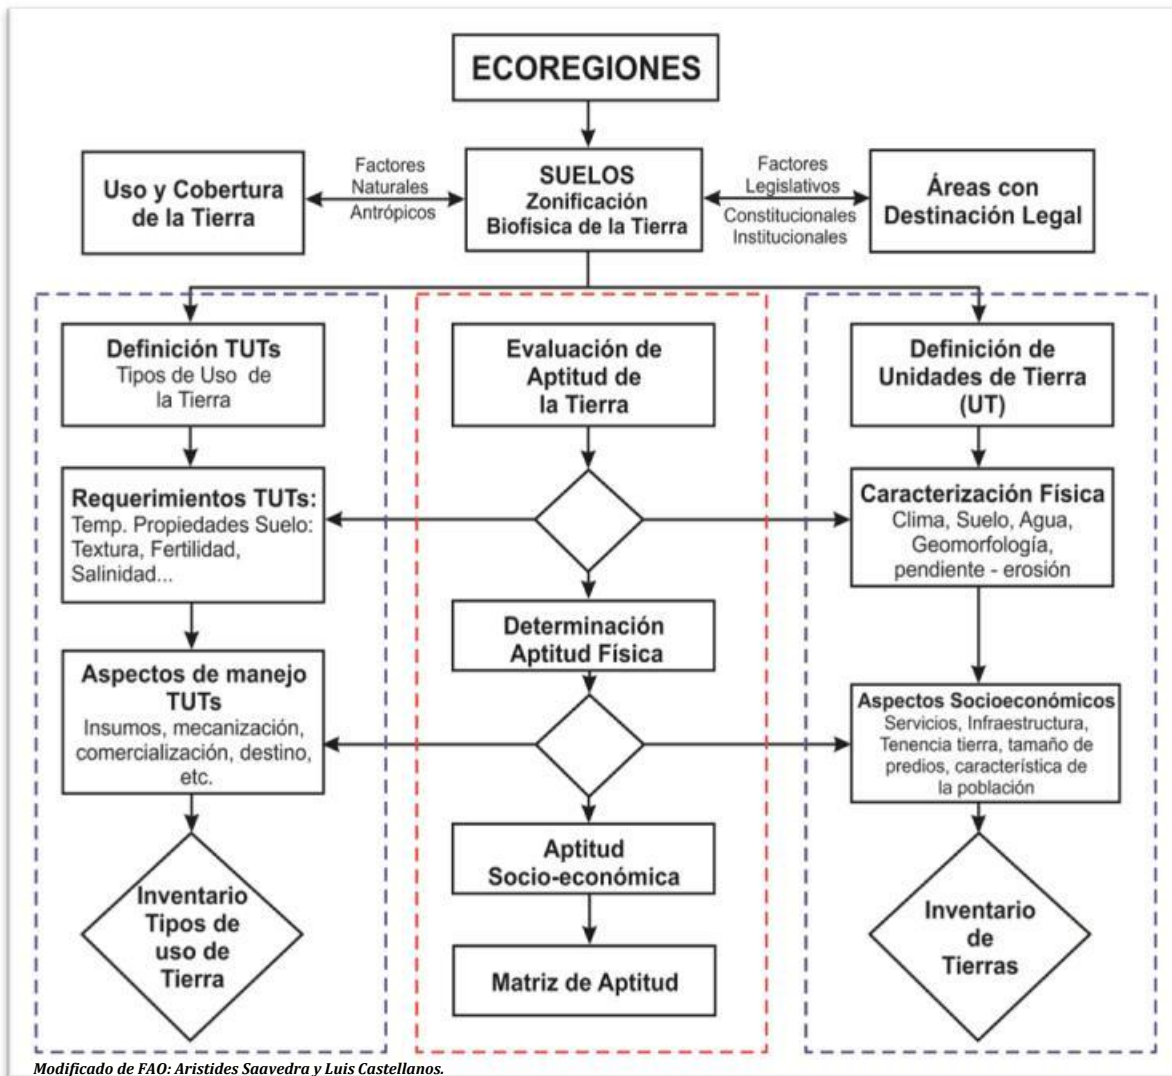 ECOREGIONES
Uso y Cobertura
de la Tierra
Factores
Naturales
Antrópicos
SUELOS
Zonificación
Biofísica de la Tierra
Factores
Legislativos
Constitucionales
Institucionales
Áreas con
Destinación Legal
Definición TUTs
Tipos de Uso de
la Tierra
Requerimientos TUTs:
Temp. Propiedades Suelo:
Textura, Fertilidad,
Salinidad...
Aspectos de manejo
TUTs
Insumos, mecanización,
comercialización, destino,
etc.
Inventario
Tipos de
uso de
Tierra
Evaluación de
Aptitud de
la Tierra
Determinación
Aptitud Física
Aptitud
Socio-económica
Matriz de Aptitud
Definición de
Unidades de Tierra
(UT)
Caracterización Física
Clima, Suelo, Agua,
Geomorfología,
pendiente - erosión
Aspectos Socioeconómicos
Servicios, Infraestructura,
Tenencia tierra, tamaño de
predios, característica de
la población
Inventario
de
Tierras
Modificado de FAO: Aristides Saavedra y Luis Castellanos.